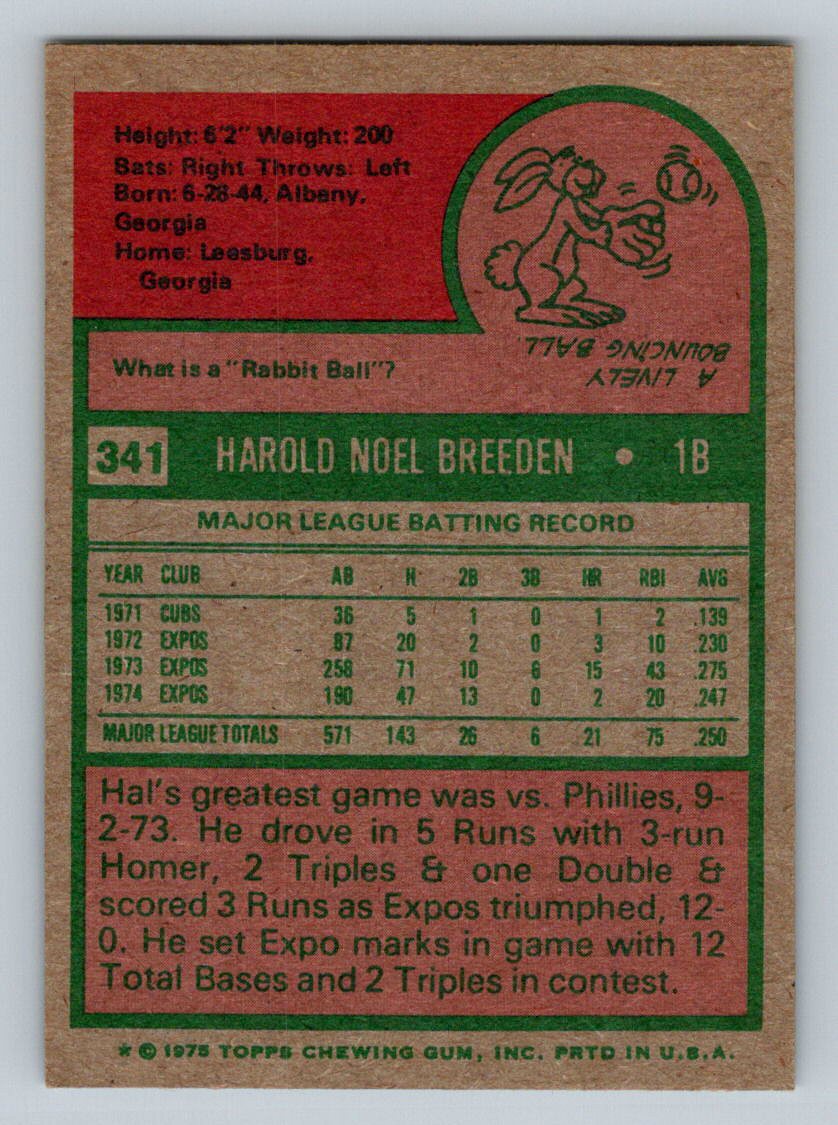 Height: 6'2" Weight: 200
Bats: Right Throws: Left
Born: 6-28-44, Albany,
Georgia
Home: Leesburg,
Georgia
What is a "Rabbit Ball"?
A LIVELY
BOUNCING BALL.
341 HAROLD NOEL BREEDEN • 1B
MAJOR LEAGUE BATTING RECORD
YEAR CLUB AB H 2B 3B HR RBI AVG
1971 CUBS 36 5 1 0 1 2 .139
1972 EXPOS 87 20 2 0 3 10 .230
1973 EXPOS 258 71 10 6 15 43 .275
1974 EXPOS 190 47 13 0 2 20 .247
MAJOR LEAGUE TOTALS 571 143 26 6 21 75 .250
Hal's greatest game was vs. Phillies, 9-
2-73. He drove in 5 Runs with 3-run
Homer, 2 Triples & one Double &
scored 3 Runs as Expos triumphed, 12-
0. He set Expo marks in game with 12
Total Bases and 2 Triples in contest.
* © 1975 TOPPS CHEWING GUM, INC. PRTD IN U.S.A.